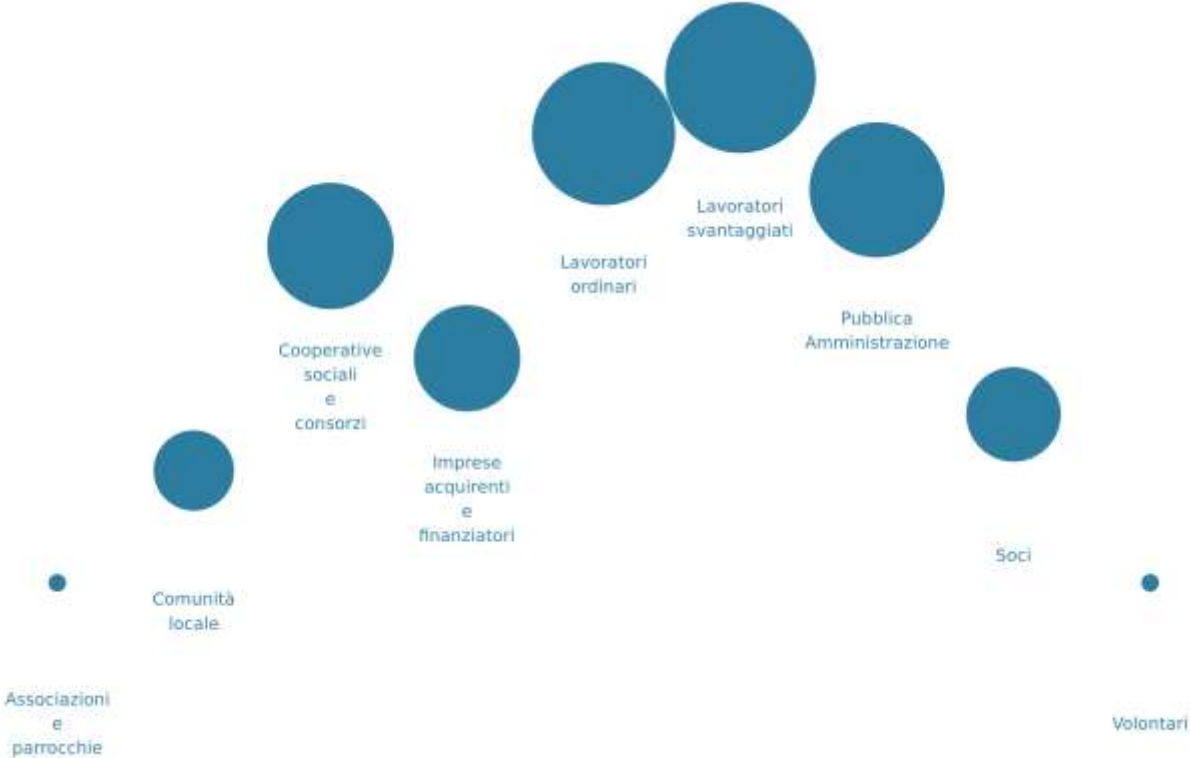 Associazioni
e
parrocchie
Comunità
locale
Cooperative
sociali
e
consorzi
Imprese
acquirenti
e
finanziatori
Lavoratori
ordinari
Lavoratori
svantaggiati
Pubblica
Amministrazione
Soci
Volontari